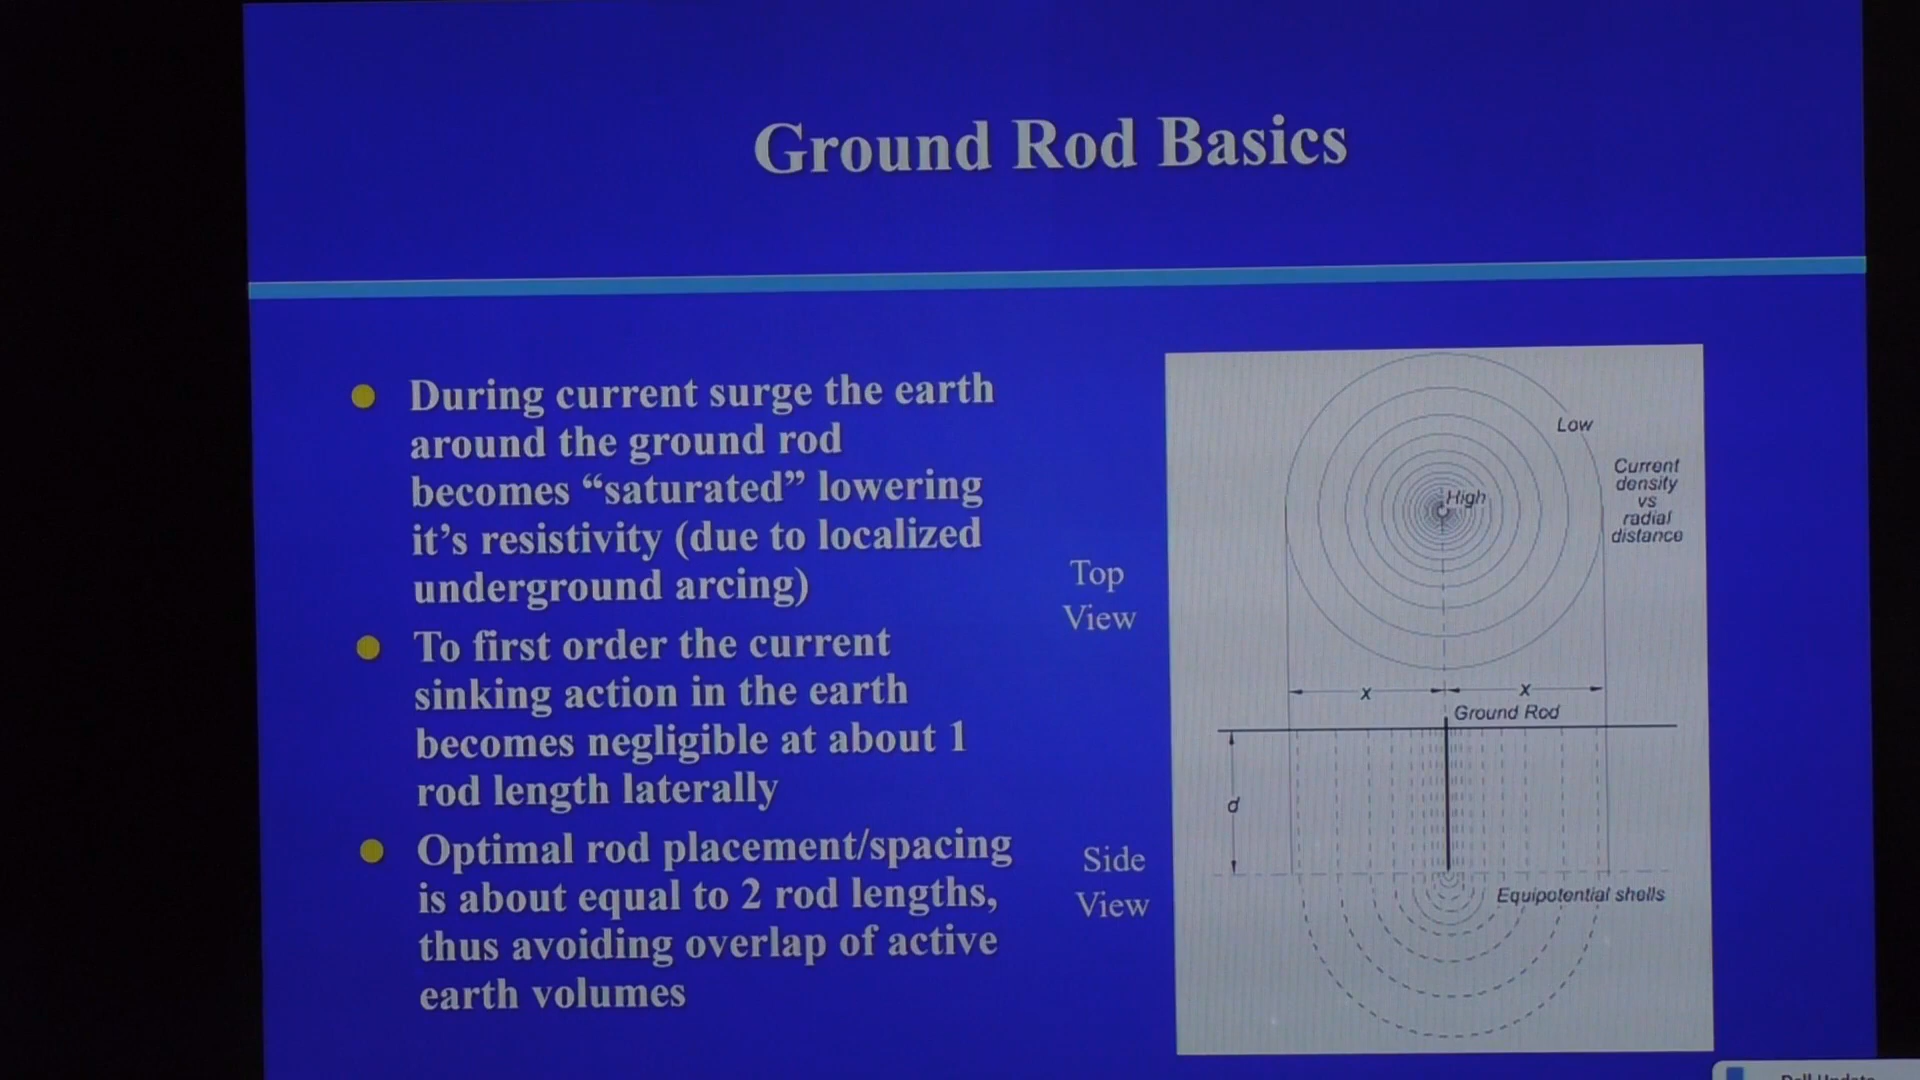 Ground Rod Basics
During current surge the earth
around the ground rod
becomes “saturated” lowering
it’s resistivity (due to localized
underground arcing)
To first order the current
sinking action in the earth
becomes negligible at about 1
rod length laterally
Optimal rod placement/spacing
is about equal to 2 rod lengths,
thus avoiding overlap of active
earth volumes
Top
View
Side
View
Low
High
Current
density
vs
radial
distance
x
x
Ground Rod
d
Equipotential shells